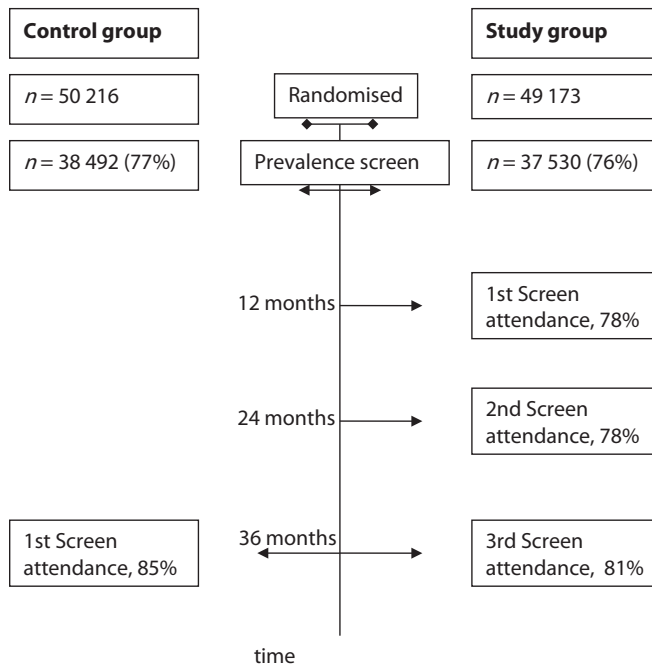 Control group
Study group
n = 50 216
Randomised
n = 49 173
n = 38 492 (77%)
Prevalence screen
n = 37 530 (76%)
12 months
1st Screen
attendance, 78%
24 months
2nd Screen
attendance, 78%
1st Screen
attendance, 85%
36 months
3rd Screen
attendance, 81%
time